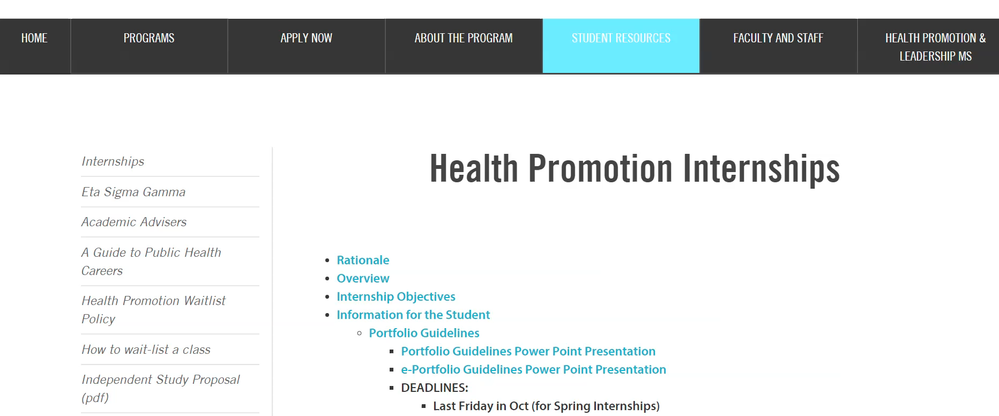 HOME
PROGRAMS
APPLY NOW
ABOUT THE PROGRAM
STUDENT RESOURCES
FACULTY AND STAFF
HEALTH PROMOTION &
LEADERSHIP MS
Internships
Eta Sigma Gamma
Academic Advisers
A Guide to Public Health
Careers
Health Promotion Waitlist
Policy
How to wait-list a class
Independent Study Proposal
(pdf)
Health Promotion Internships
Rationale
Overview
Internship Objectives
Information for the Student
Portfolio Guidelines
Portfolio Guidelines Power Point Presentation
e-Portfolio Guidelines Power Point Presentation
DEADLINES:
Last Friday in Oct (for Spring Internships)